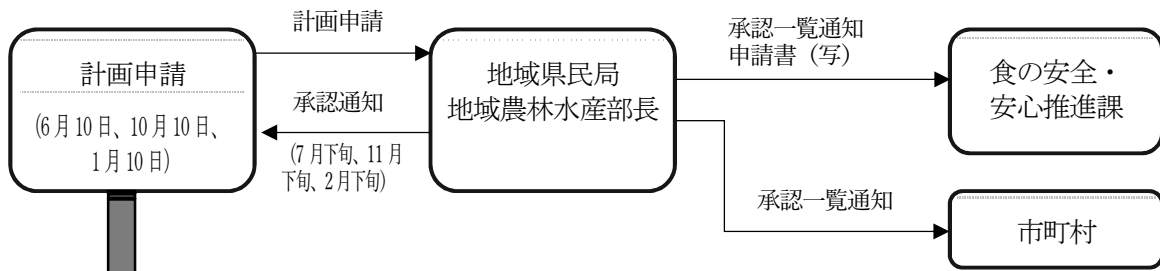 計画申請
(6月10日、10月10日、
1月10日)
計画申請
承認通知
(7月下旬、11月
下旬、2月下旬)
地域県民局
地域農林水産部長
承認一覧通知
申請書（写）
食の安全・
安心推進課
承認一覧通知
市町村